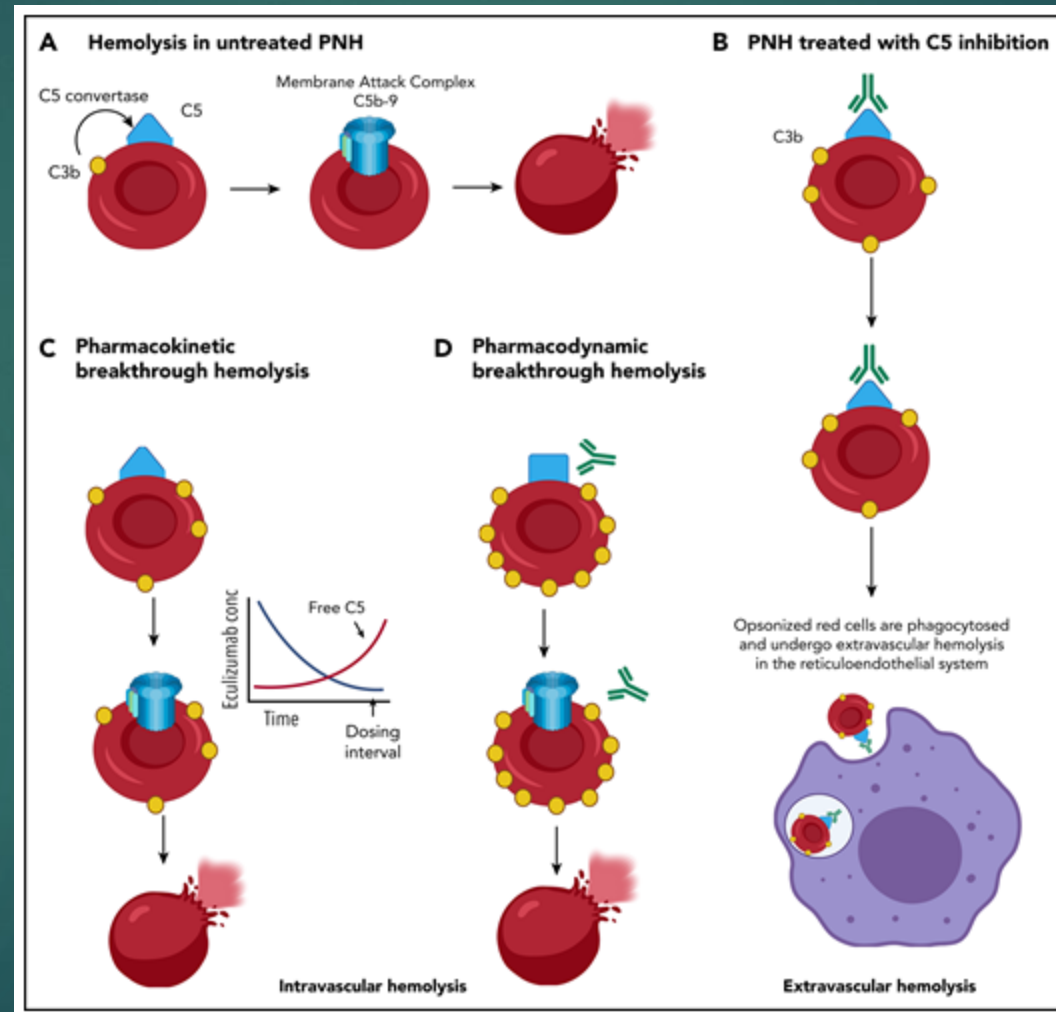 A Hemolysis in untreated PNH
C5 convertase
C5
C3b
Membrane Attack Complex
C5b-9
B PNH treated with C5 inhibition
C3b
C Pharmacokinetic
breakthrough hemolysis
D Pharmacodynamic
breakthrough hemolysis
Eculizumab conc
Free C5
Time
Dosing
interval
Opsonized red cells are phagocytosed
and undergo extravascular hemolysis
in the reticuloendothelial system
Intravascular hemolysis
Extravascular hemolysis